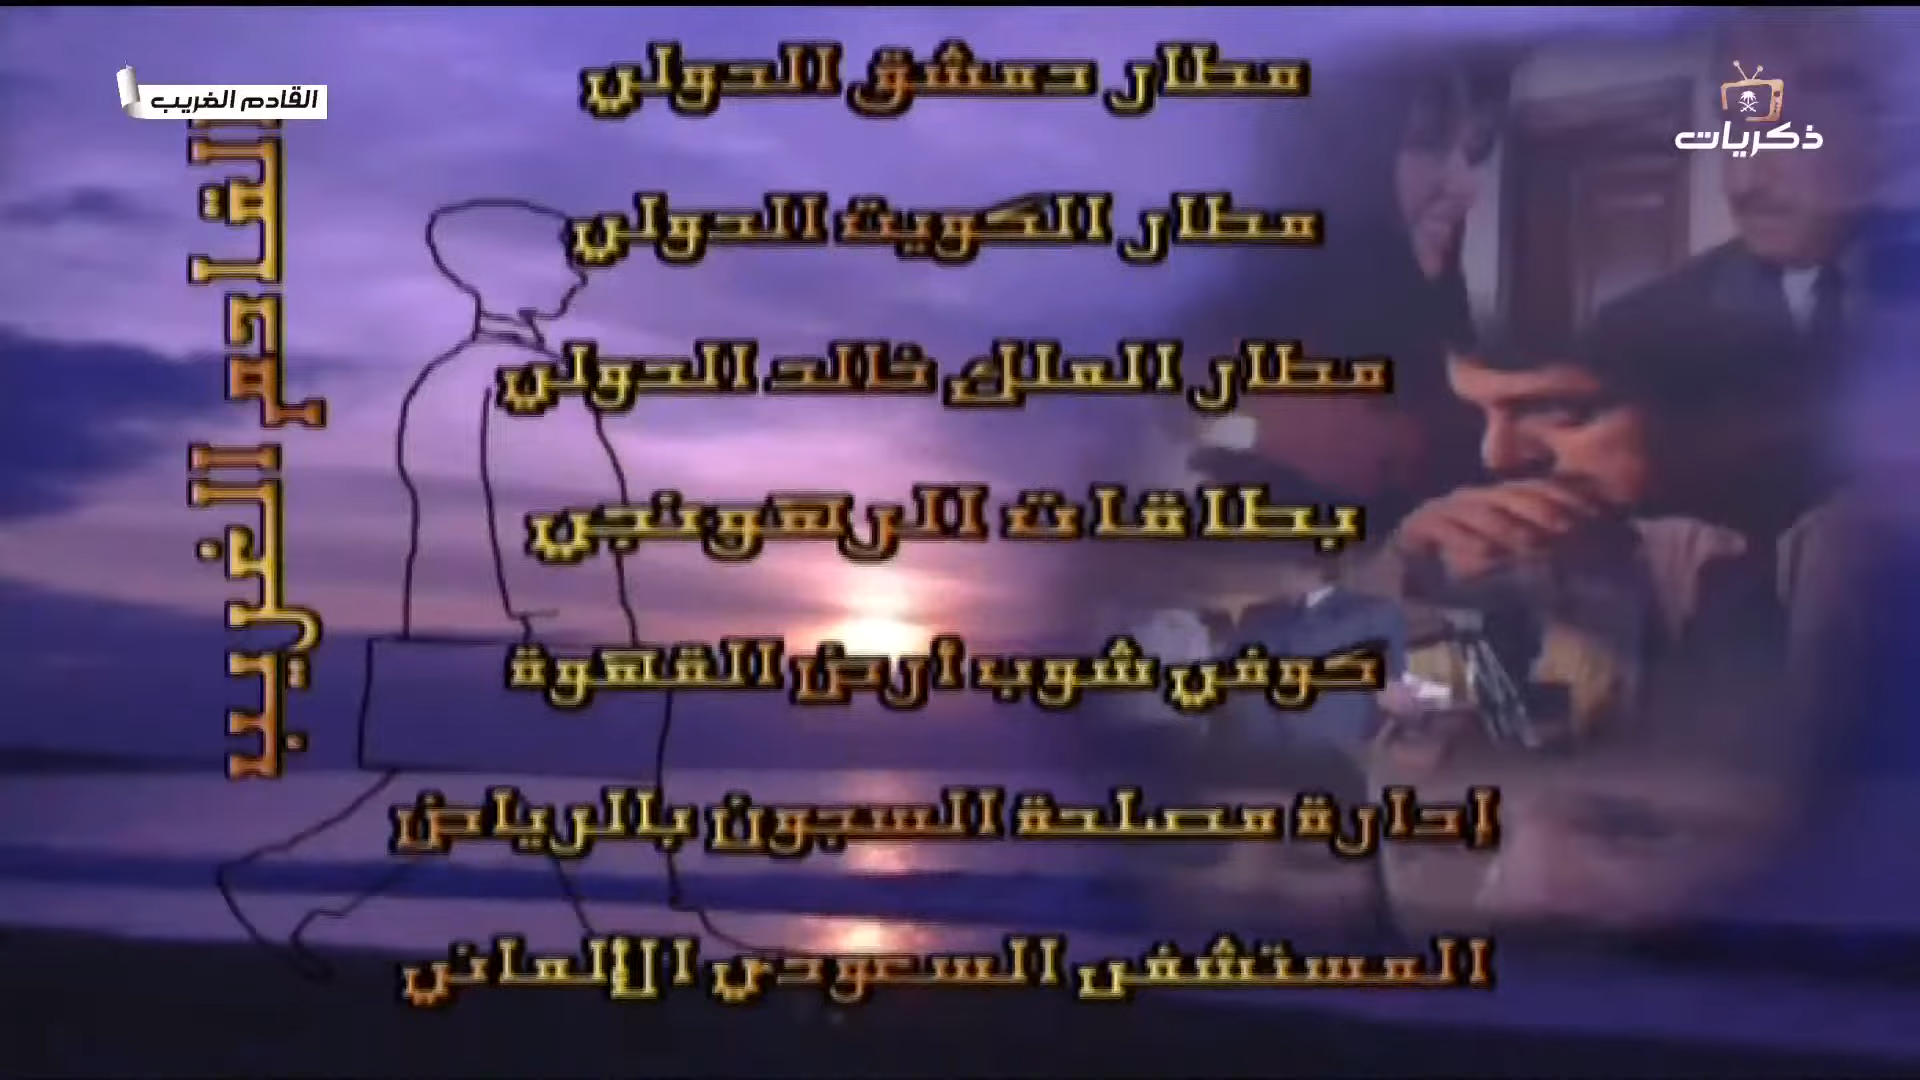 القادم الغريب
ذكريات
القادم الغريب
مطار دمشق الدولي
مطار الكويت الدولي
مطار الملك خالد الدولي
بطاقات الرهونجي
كوفي شوب أرض القهوة
إدارة مصلحة السجون بالرياض
المستشفى السعودي الألماني